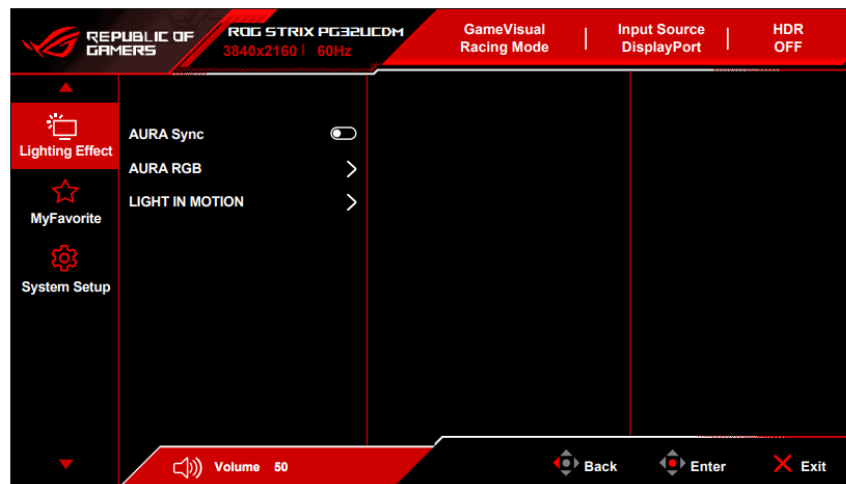 REPUBLIC OF
GAMERS
ROG STRIX PG32UCDM
3840x2160 | 60Hz
GameVisual
Racing Mode
Input Source
DisplayPort
HDR
OFF
Lighting Effect
AURA Sync
AURA RGB
LIGHT IN MOTION
MyFavorite
System Setup
Volume 50
Back
Enter
Exit